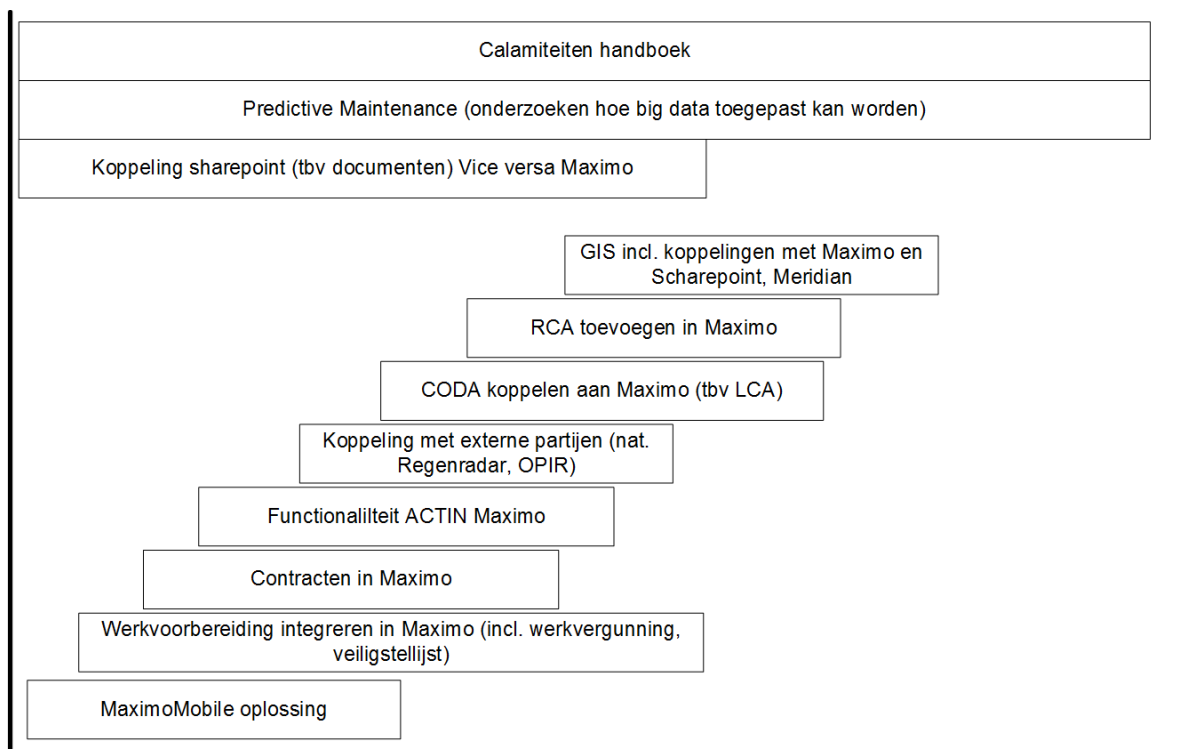 Calamiteiten handboek
Predictive Maintenance (onderzoeken hoe big data toegepast kan worden)
Koppeling sharepoint (tbv documenten) Vice versa Maximo
GIS incl. koppelingen met Maximo en
Scharepoint, Meridian
RCA toevoegen in Maximo
CODA koppelen aan Maximo (tbv LCA)
Koppeling met externe partijen (nat.
Regenradar, OPIR)
Functionalilteit ACTIN Maximo
Contracten in Maximo
Werkvoorbereiding integreren in Maximo (incl. werkvergunning,
veiligstellijst)
MaximoMobile oplossing